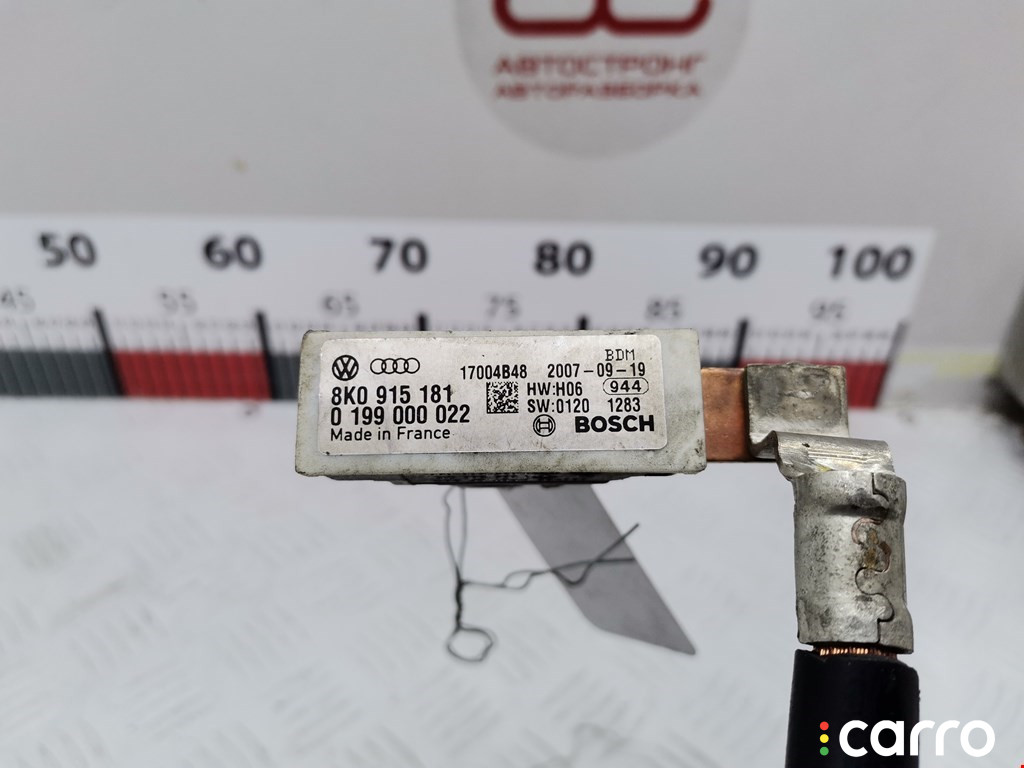 АВТОСТРОНГ
АВТОРАЗБОРКА
50 60 70 80 90 100
45 55 65 75 85 95
BDM
17004B48 2007-09-19
8K0 915 181 HW:H06 944
0 199 000 022 SW:0120 1283
Made in France BOSCH
carro